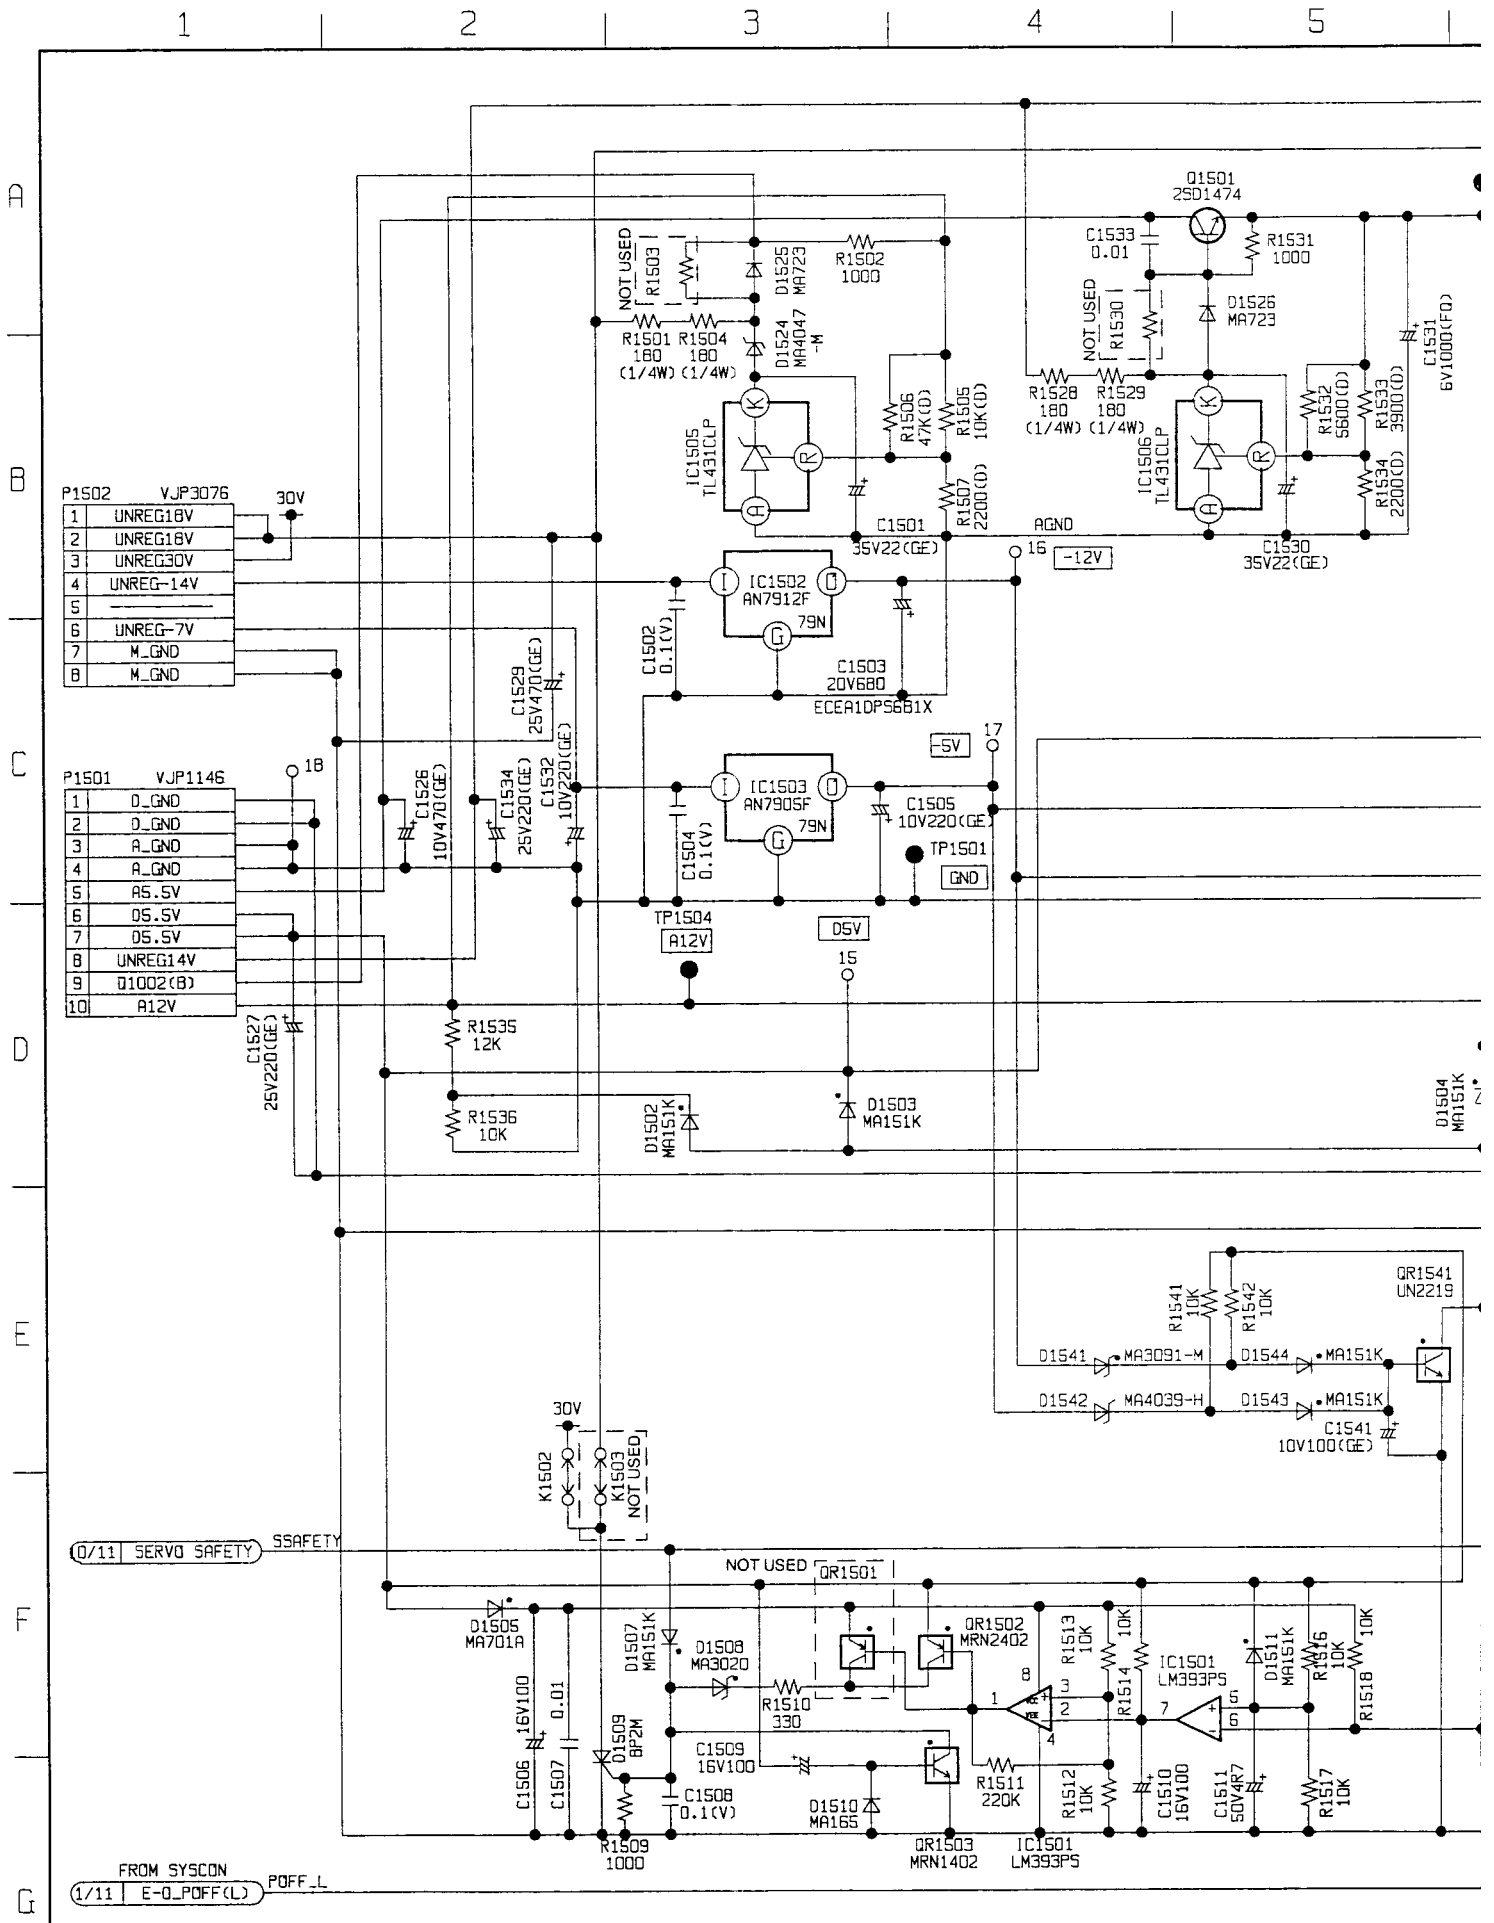 1 2 3 4 5
A
B
C
D
E
F
G
Q1501
2SD1474
C1533
0.01
R1531
1000
NOT USED
R1503
D1525
MA723
R1502
1000
NOT USED
R1530
D1526
MA723
C1531
6V1000(FQ)
R1501
180
(1/4W)
R1504
180
(1/4W)
D1524
MA4047
-M
R1528
180
(1/4W)
R1529
180
(1/4W)
R1532
5600(D)
R1533
3900(D)
R1506
47K(D)
R1505
10K(D)
IC1505
TL431CLP
K
R
A
IC1506
TL431CLP
K
R
A
R1507
2200(D)
R1534
2200(D)
C1501
35V22(GE)
AGND
16
-12V
C1530
35V22(GE)
P1502 VJP3076
30V
1 UNREG18V
2 UNREG18V
3 UNREG30V
4 UNREG-14V
5
6 UNREG-7V
7 M_GND
8 M_GND
I
IC1502
AN7912F
O
79N
G
C1502
0.1(V)
C1503
20V680
ECEA1DPS681X
C1529
25V470(GE)
17
-5V
P1501 VJP1146
18
1 D_GND
2 D_GND
3 A_GND
4 A_GND
5 A5.5V
6 D5.5V
7 D5.5V
8 UNREG14V
9 Q1002(B)
10 A12V
C1526
10V470(GE)
C1534
25V220(GE)
C1532
10V220(GE)
I
IC1503
AN7905F
O
79N
G
C1504
0.1(V)
C1505
10V220(GE)
TP1501
GND
TP1504
A12V
D5V
15
C1527
25V220(GE)
R1535
12K
R1536
10K
D1502
MA151K
D1503
MA151K
D1504
MA151K
R1541
10K
R1542
10K
QR1541
UN2219
D1541 MA3091-M
D1544 MA151K
D1542 MA4039-H
D1543 MA151K
C1541
10V100(GE)
30V
K1502
K1503
NOT USED
0/11 SERVO SAFETY SSAFETY
NOT USED
QR1501
D1505
MA701A
D1507
MA151K
D1508
MA3020
R1510
330
QR1502
MRN2402
R1513
10K
10K
R1514
IC1501
LM393PS
D1511
MA151K
R1516
10K
10K
R1518
8
VCC
VEE
1
3
2
4
7
5
6
C1506
16V100
C1507
0.01
D1509
BP2M
C1509
16V100
C1508
0.1(V)
R1509
1000
D1510
MA165
QR1503
MRN1402
R1511
220K
R1512
10K
IC1501
LM393PS
C1510
16V100
C1511
50V4R7
R1517
10K
FROM SYSCON
1/11 E-0_POFF(L) POFF_L